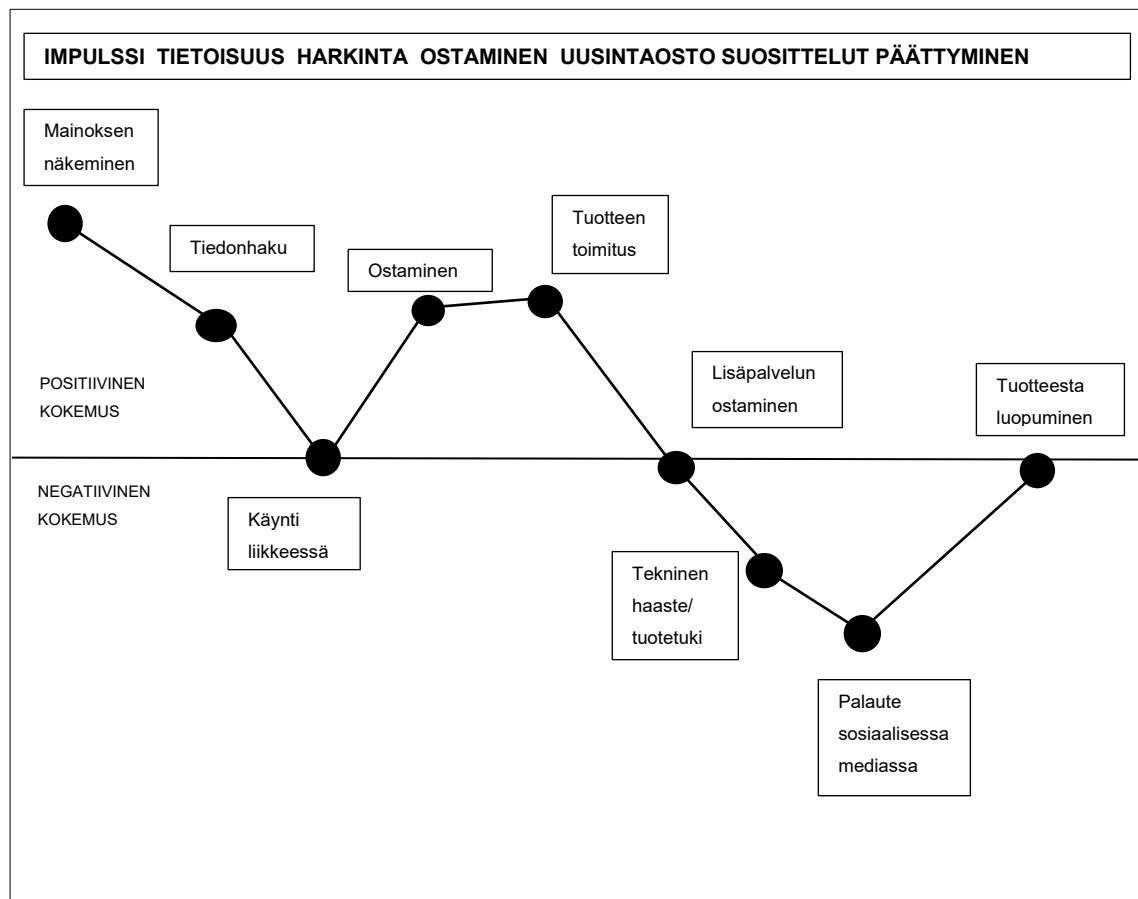 IMPULSSI TIETOISUUS HARKINTA OSTAMINEN UUSINTAOSTO SUOSITTELUT PÄÄTTYMINEN
Mainoksen
näkeminen
Tiedonhaku
Ostaminen
Tuotteen
toimitus
POSITIIVINEN
KOKEMUS
Lisäpalvelun
ostaminen
Tuotteesta
luopuminen
NEGATIIVINEN
KOKEMUS
Käynti
liikkeessä
Tekninen
haaste/
tuotetuki
Palaute
sosiaalisessa
mediassa